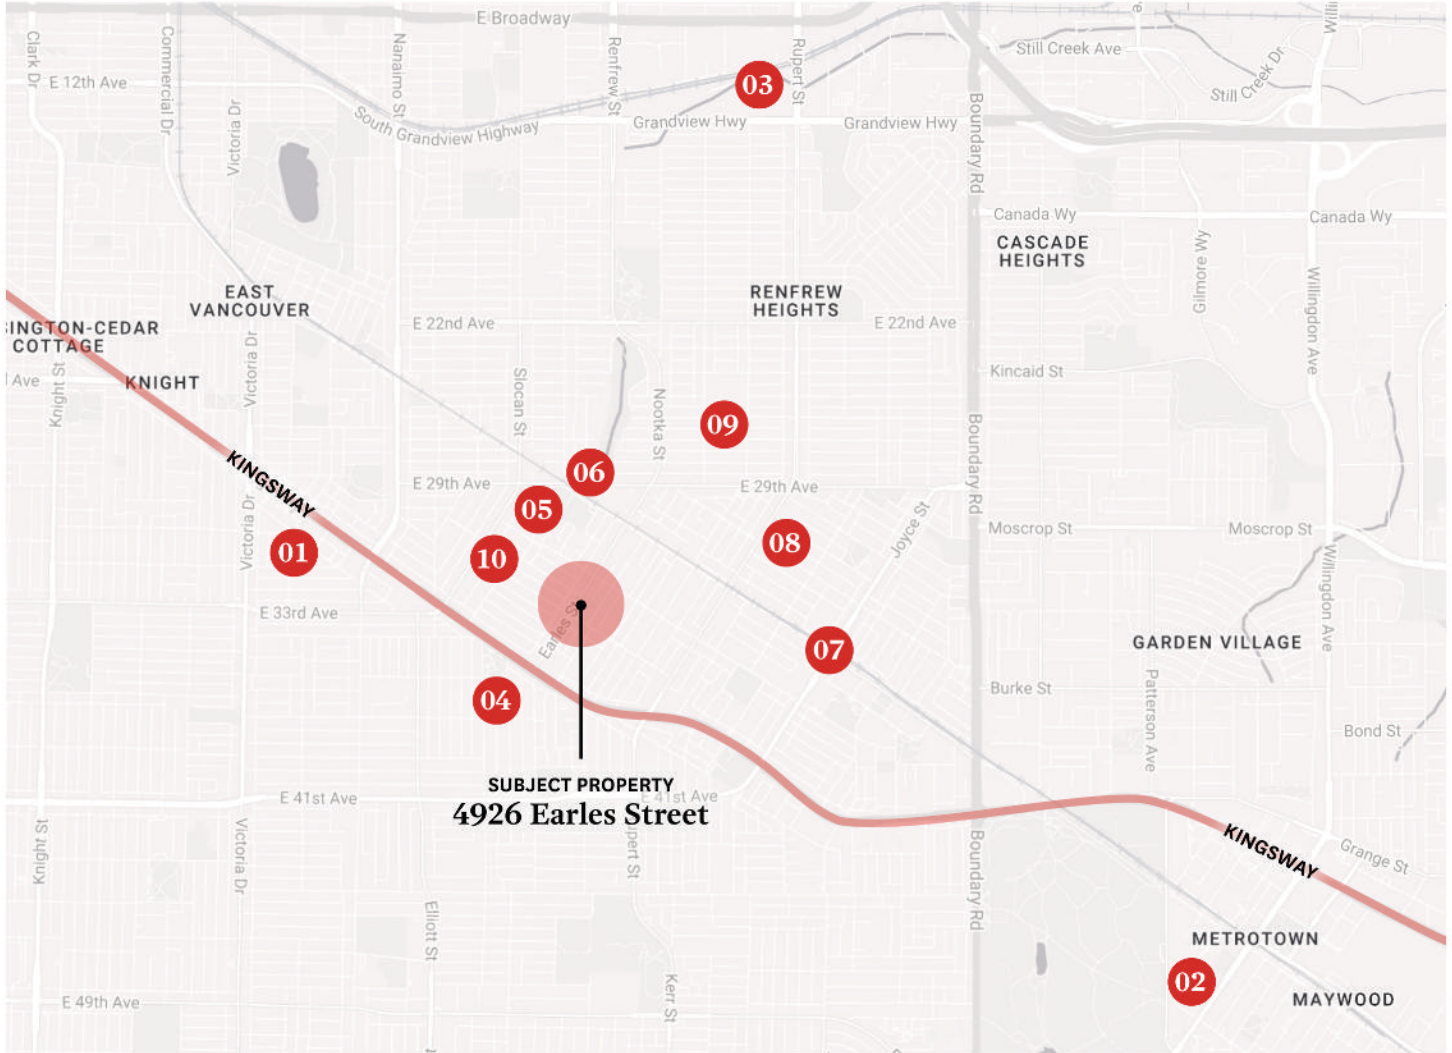 E Broadway
Clark Dr
Commercial Dr
Nanaimo St
Renfrew St
Rupert St
03
Still Creek Ave
Still Creek Dr
E 12th Ave
Victoria Dr
South Grandview Highway
Grandview Hwy
Grandview Hwy
Boundary Rd
Canada Wy
Canada Wy
CASCADE
HEIGHTS
Gilmore Wy
Willingdon Ave
EAST
VANCOUVER
RENFREW
HEIGHTS
E 22nd Ave
E 22nd Ave
SINGTON-CEDAR
COTTAGE
Victoria Dr
Knight St
Ave
KNIGHT
Slocan St
Nootka St
Kincaid St
09
Boundary Rd
KINGSWAY
06
E 29th Ave
E 29th Ave
05
Joyce St
Moscrop St
Moscrop St
Victoria Dr
01
10
08
Willingdon Ave
E 33rd Ave
Earles St
07
GARDEN VILLAGE
04
Burke St
Patterson Ave
Bond St
SUBJECT PROPERTY
4926 Earles Street
E 41st Ave
E 41st Ave
Knight St
Victoria Dr
upert St
Boundary Rd
KINGSWAY
Grange St
Elliott St
METROTOWN
02
Kerr St
E 49th Ave
MAYWOOD